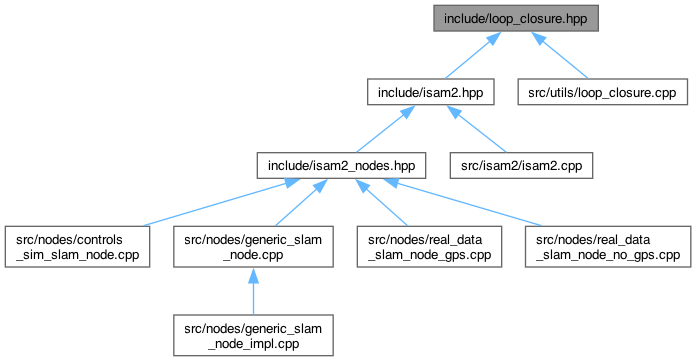 include/loop_closure.hpp
include/isam2.hpp
src/utils/loop_closure.cpp
include/isam2_nodes.hpp
src/isam2/isam2.cpp
src/nodes/controls
_sim_slam_node.cpp
src/nodes/generic_slam
_node.cpp
src/nodes/real_data
_slam_node_gps.cpp
src/nodes/real_data
_slam_node_no_gps.cpp
src/nodes/generic_slam
_node_impl.cpp